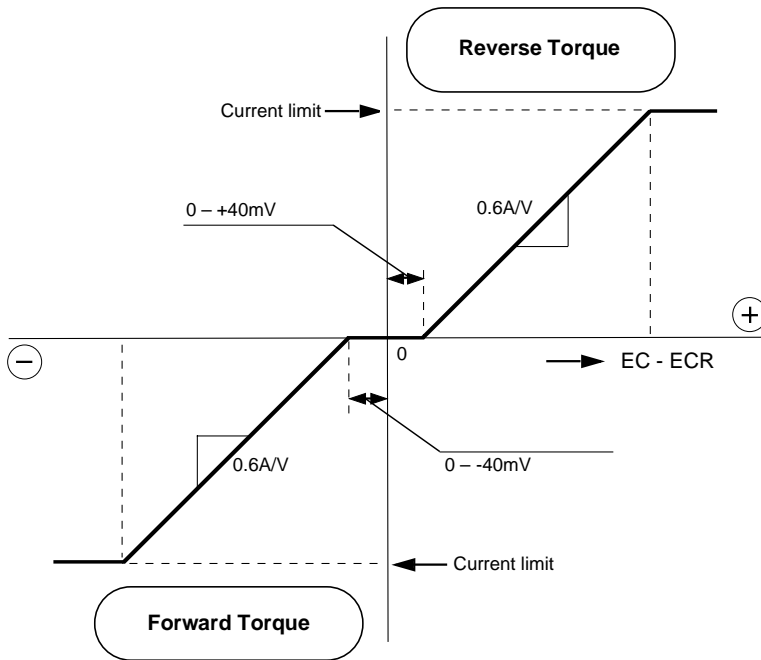 Reverse Torque
Current limit
0 – +40mV
0.6A/V
+
0
−
EC - ECR
0.6A/V
0 – -40mV
Current limit
Forward Torque